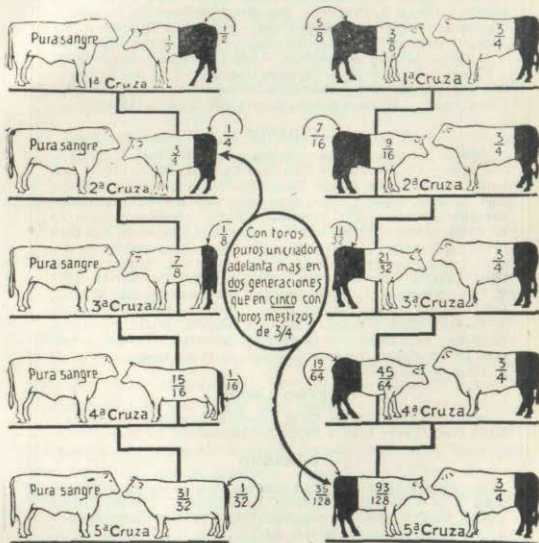 Pura sangre 1/2 1/2
1ª Cruza
5/8 3/8 3/4
1ª Cruza
Pura sangre 3/4 1/4
2ª Cruza
7/16 9/16 3/4
2ª Cruza
Con toros
puros un criador
adelanta mas en
dos generaciones
que en cinco con
toros mestizos
de 3/4
Pura sangre 7/8 1/8
3ª Cruza
11/32 21/32 3/4
3ª Cruza
Pura sangre 15/16 1/16
4ª Cruza
19/64 45/64 3/4
4ª Cruza
Pura sangre 31/32 1/32
5ª Cruza
35/128 93/128 3/4
5ª Cruza